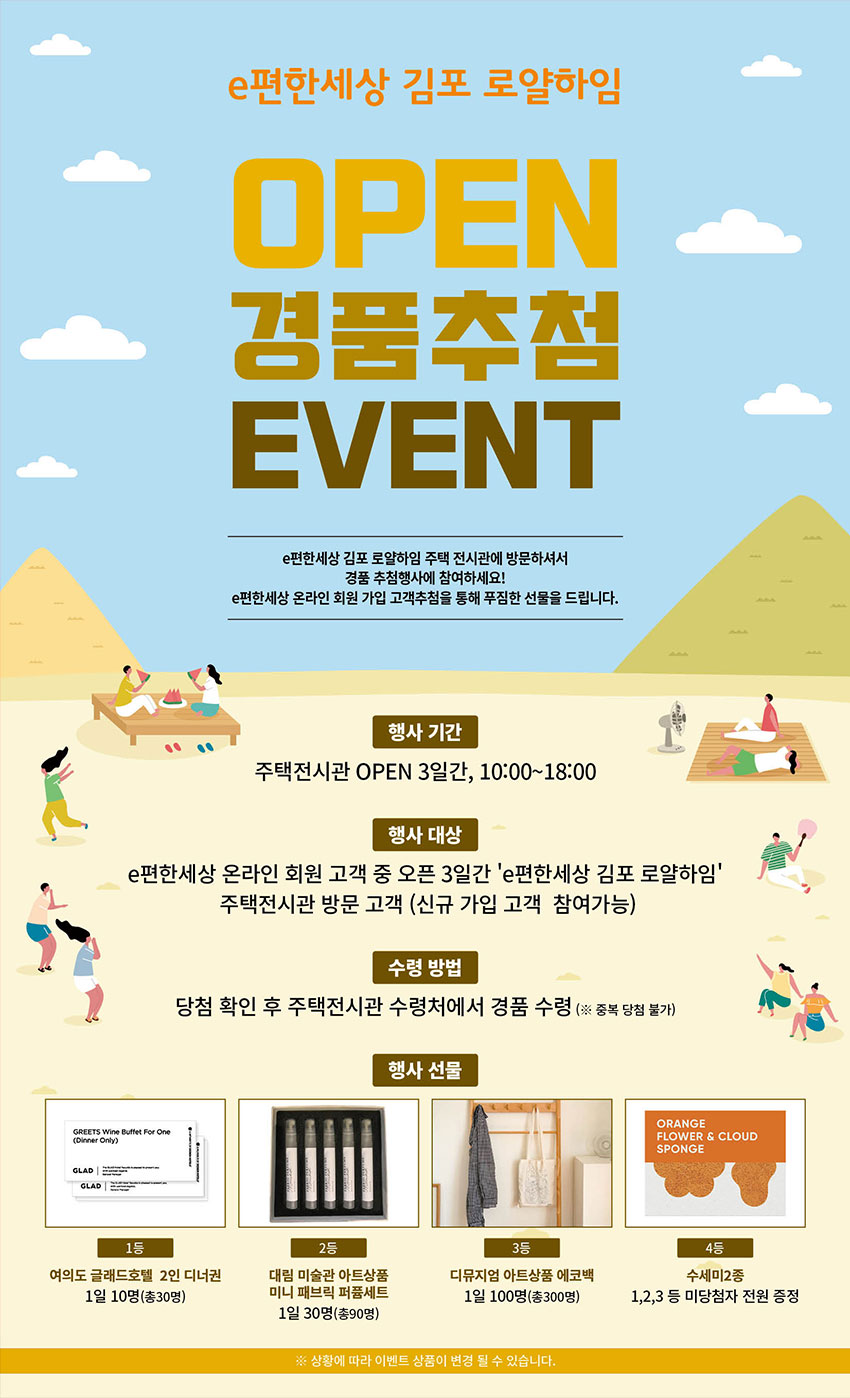 e편한세상 김포 로얄하임
OPEN
경품추첨
EVENT
e편한세상 김포 로얄하임 주택 전시관에 방문하셔서
경품 추첨행사에 참여하세요!
e편한세상 온라인 회원 가입 고객추첨을 통해 푸짐한 선물을 드립니다.
행사 기간
주택전시관 OPEN 3일간, 10:00~18:00
행사 대상
e편한세상 온라인 회원 고객 중 오픈 3일간 'e편한세상 김포 로얄하임'
주택전시관 방문 고객 (신규 가입 고객 참여가능)
수령 방법
당첨 확인 후 주택전시관 수령처에서 경품 수령 (※ 중복 당첨 불가)
행사 선물
GREETS Wine Buffet For One
(Dinner Only)
GLAD
GLAD
1등
여의도 글래드호텔 2인 디너권
1일 10명(총30명)
2등
대림 미술관 아트상품
미니 패브릭 퍼퓸세트
1일 30명(총90명)
3등
디뮤지엄 아트상품 에코백
1일 100명(총300명)
ORANGE
FLOWER & CLOUD
SPONGE
4등
수세미2종
1,2,3 등 미당첨자 전원 증정
※ 상황에 따라 이벤트 상품이 변경 될 수 있습니다.